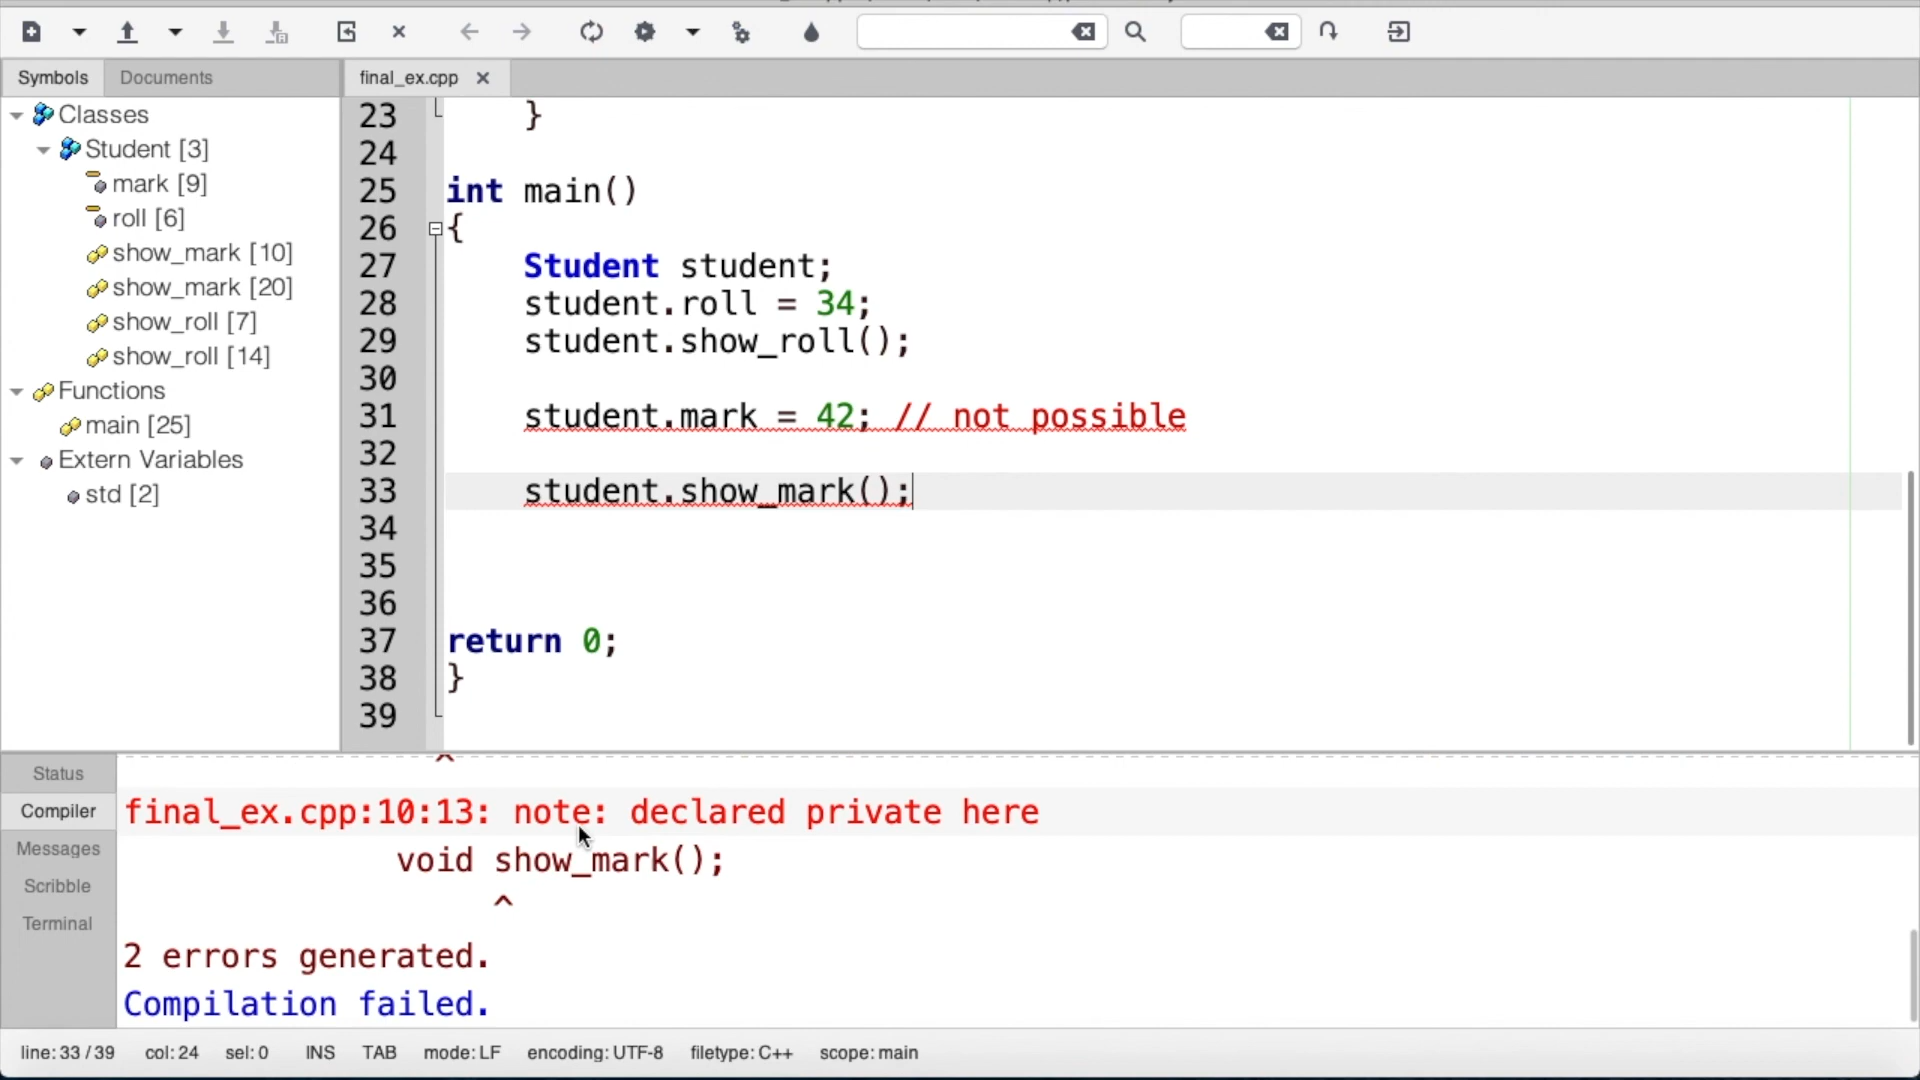 Symbols
Documents
final_ex.cpp
Classes
Student [3]
mark [9]
roll [6]
show_mark [10]
show_mark [20]
show_roll [7]
show_roll [14]
Functions
main [25]
Extern Variables
std [2]
23 }
24
25 int main()
26 {
27 Student student;
28 student.roll = 34;
29 student.show_roll();
30
31 student.mark = 42; // not possible
32
33 student.show_mark();
34
35
36
37 return 0;
38 }
39
Status
Compiler
Messages
Scribble
Terminal
^
final_ex.cpp:10:13: note: declared private here
void show_mark();
^
2 errors generated.
Compilation failed.
line: 33 / 39 col: 24 sel: 0 INS TAB mode: LF encoding: UTF-8 filetype: C++ scope: main